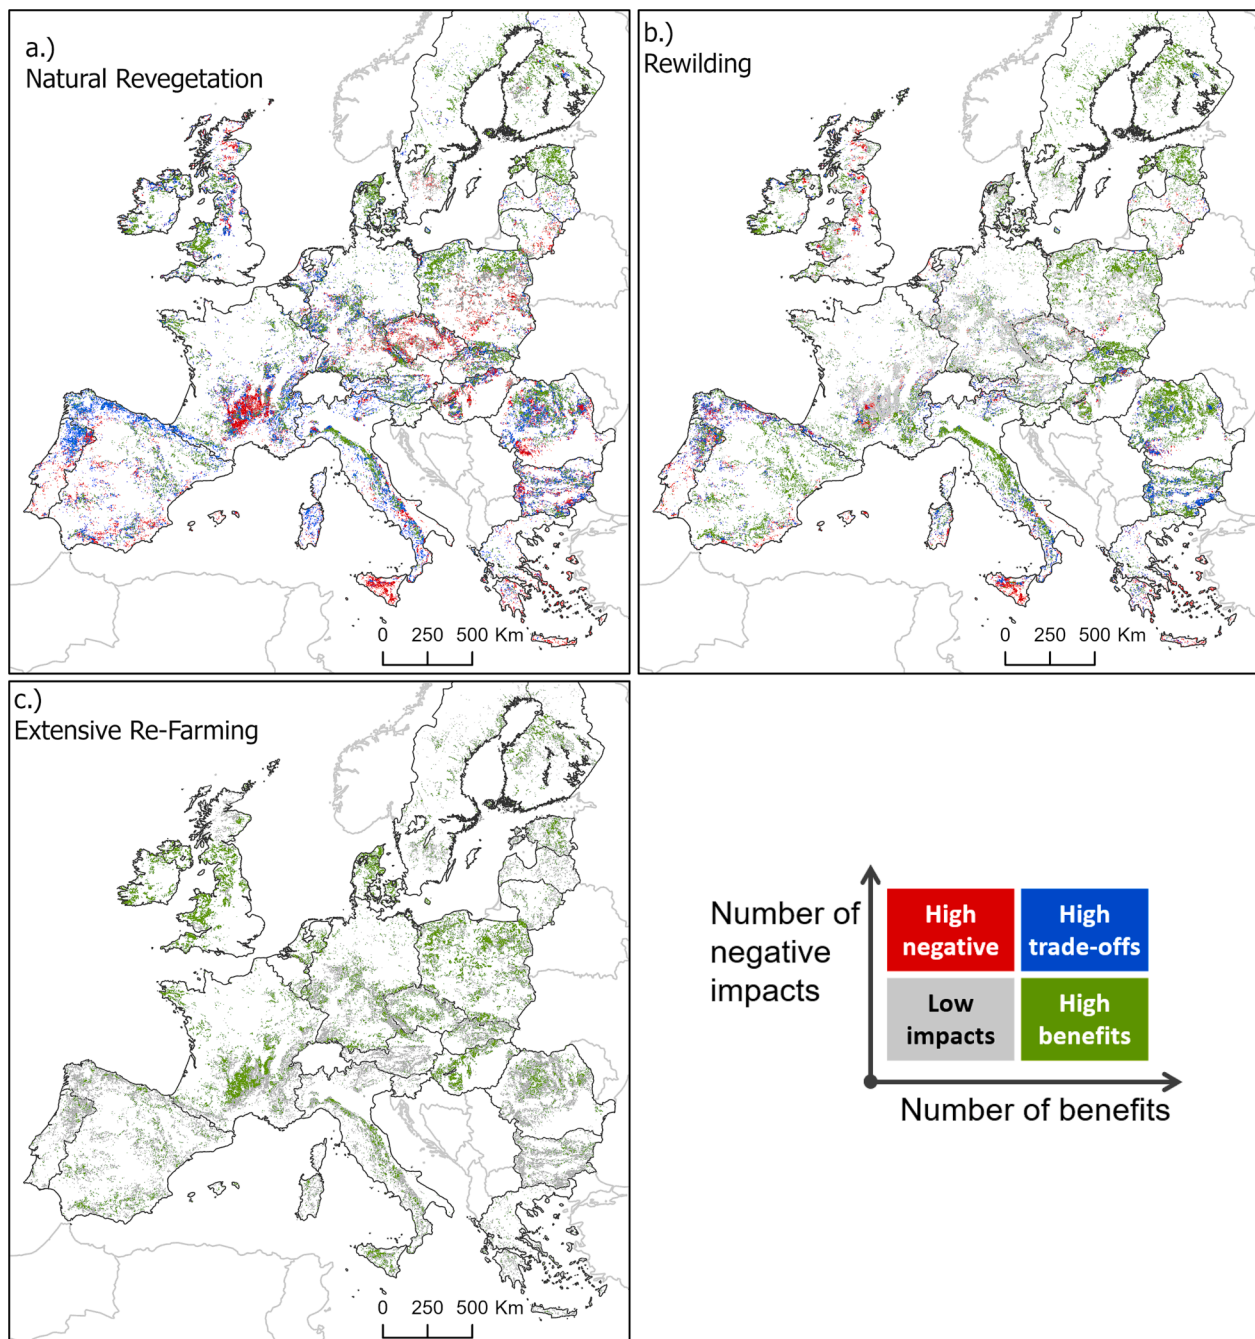 a.)
Natural Revegetation
0 250 500 Km
b.)
Rewilding
0 250 500 Km
c.)
Extensive Re-Farming
0 250 500 Km
Number of
negative
impacts
High
negative
High
trade-offs
Low
impacts
High
benefits
Number of benefits